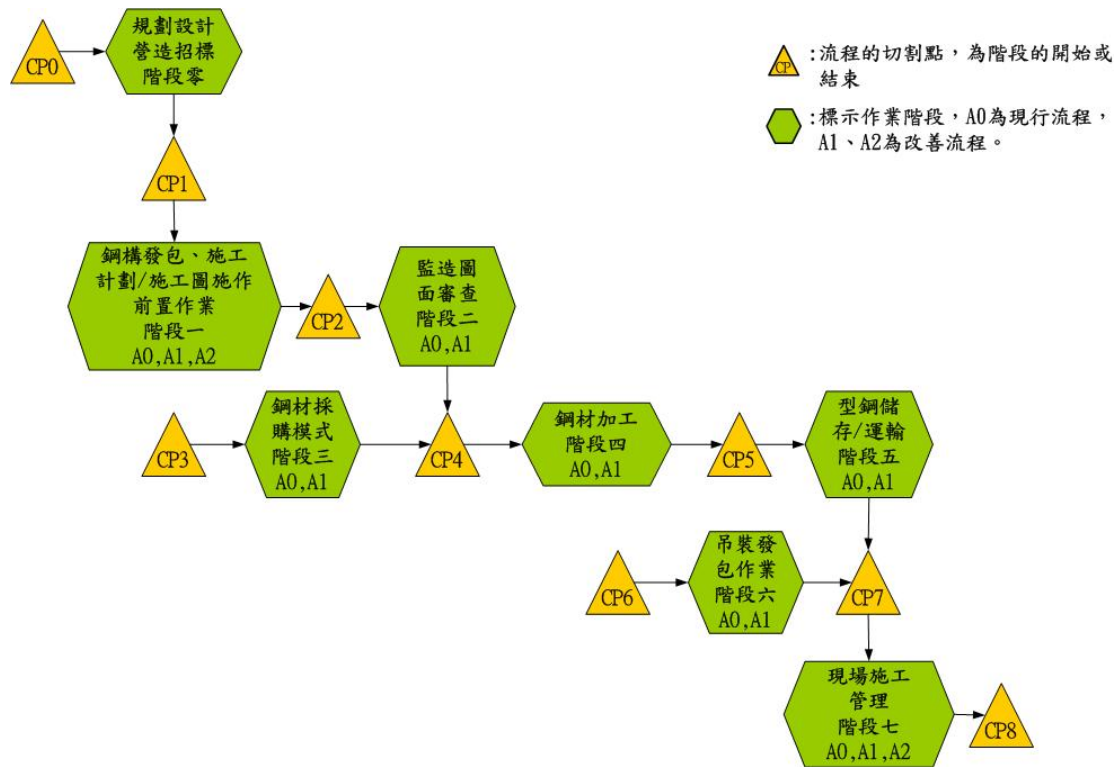 規劃設計
營造招標
階段零
CP0
CP
:流程的切割點，為階段的開始或
結束
:標示作業階段，A0為現行流程，
A1、A2為改善流程。
CP1
鋼構發包、施工
計劃/施工圖施作
前置作業
階段一
A0,A1,A2
CP2
監造圖
面審查
階段二
A0,A1
CP3
鋼材採
購模式
階段三
A0,A1
CP4
鋼材加工
階段四
A0,A1
CP5
型鋼儲
存/運輸
階段五
A0,A1
CP6
吊裝發
包作業
階段六
A0,A1
CP7
現場施工
管理
階段七
A0,A1,A2
CP8